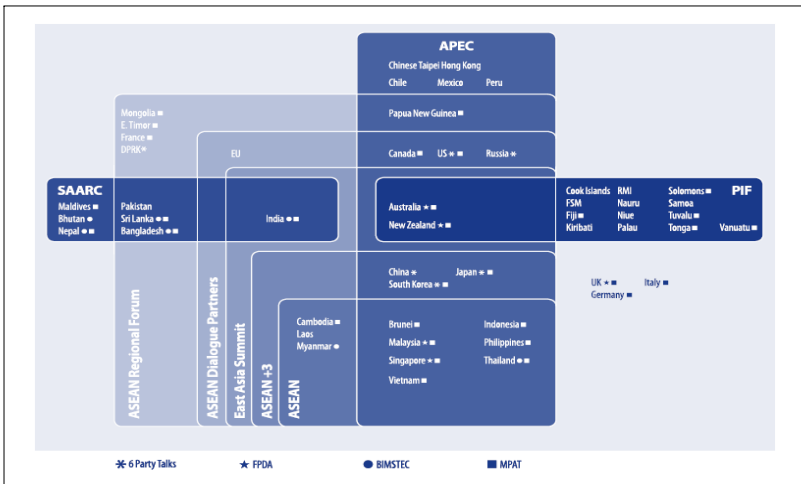 APEC
Chinese Taipei Hong Kong
Chile Mexico Peru
Mongolia ■
E. Timor ■
France ■
DPRK *
Papua New Guinea ■
EU
Canada ■ US * ■ Russia *
SAARC
Maldives ■
Bhutan ●
Nepal ● ■
Pakistan
Sri Lanka ● ■
Bangladesh ● ■
India ● ■
Australia ★ ■
New Zealand ★ ■
Cook Islands RMI Solomons ■ PIF
FSM Nauru Samoa
Fiji ■ Niue Tuvalu ■
Kiribati Palau Tonga ■ Vanuatu ■
China * Japan * ■
South Korea * ■
UK ★ ■ Italy ■
Germany ■
Cambodia ■
Laos
Myanmar ●
Brunei ■ Indonesia ■
Malaysia ★ ■ Philippines ■
Singapore ★ ■ Thailand ● ■
Vietnam ■
ASEAN Regional Forum
ASEAN Dialogue Partners
East Asia Summit
ASEAN +3
ASEAN
* 6 Party Talks ★ FPDA ● BIMSTEC ■ MPAT